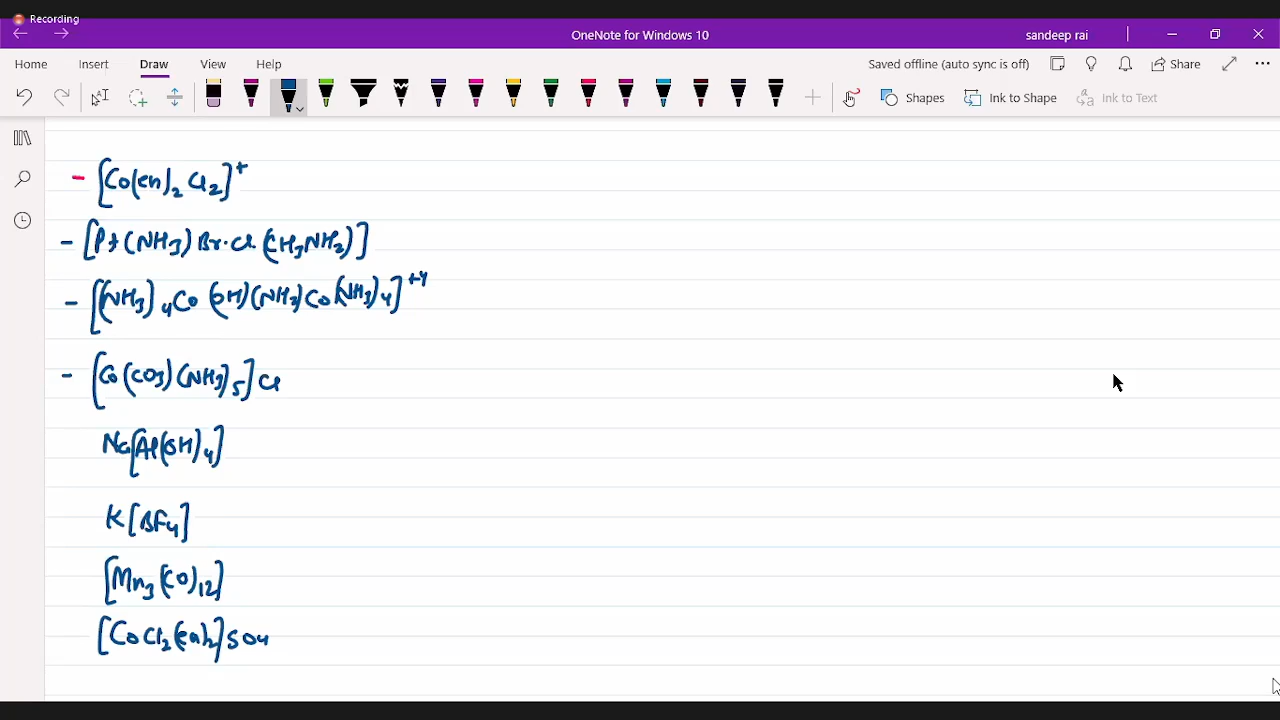 Recording
OneNote for Windows 10
sandeep rai
Home Insert Draw View Help
Saved offline (auto sync is off)
Share
Shapes
Ink to Shape
Ink to Text
- [Co(en)₂ Cl₂]⁺
- [Pt(NH₃) Br·Cl (CH₃NH₂)]
- [(NH₃)₄Co (OH)(NH₂)Co(NH₃)₄]⁺⁴
- [Co(CO₃)(NH₃)₅]Cl
Na[Al(OH)₄]
K[BF₄]
[Mn₃(CO)₁₂]
[CoCl₂(en)₂]SO₄